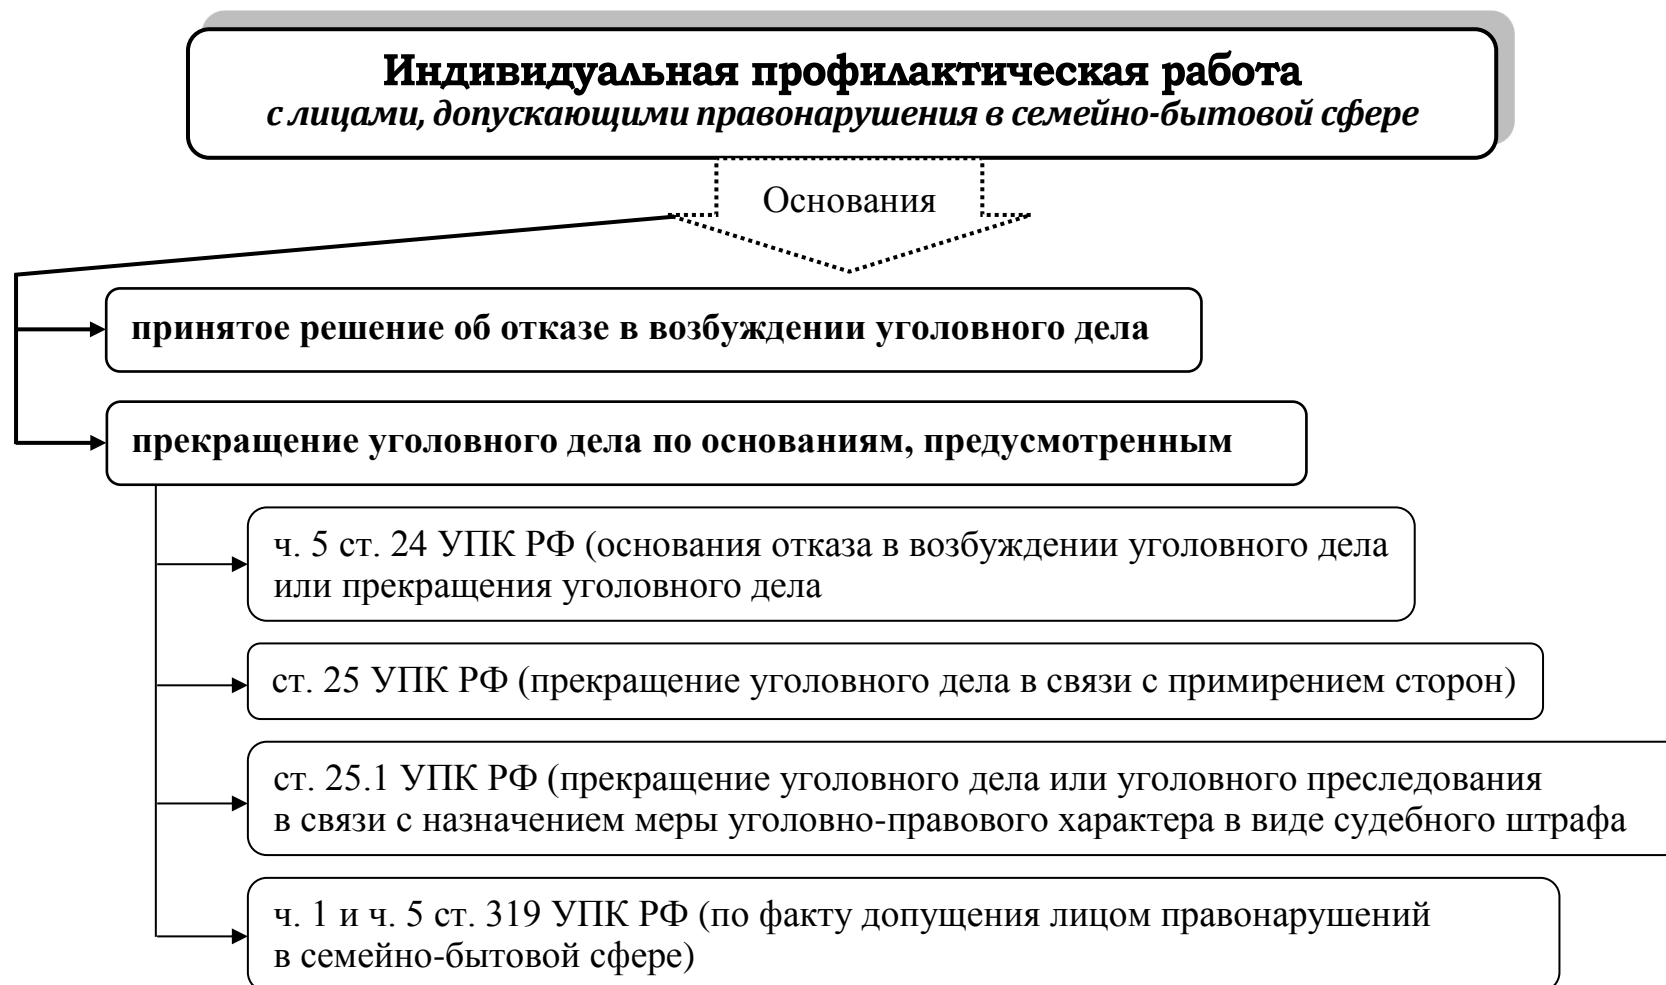 Индивидуальная профилактическая работа
с лицами, допускающими правонарушения в семейно-бытовой сфере
Основания
принятое решение об отказе в возбуждении уголовного дела
прекращение уголовного дела по основаниям, предусмотренным
ч. 5 ст. 24 УПК РФ (основания отказа в возбуждении уголовного дела
или прекращения уголовного дела
ст. 25 УПК РФ (прекращение уголовного дела в связи с примирением сторон)
ст. 25.1 УПК РФ (прекращение уголовного дела или уголовного преследования
в связи с назначением меры уголовно-правового характера в виде судебного штрафа
ч. 1 и ч. 5 ст. 319 УПК РФ (по факту допущения лицом правонарушений
в семейно-бытовой сфере)